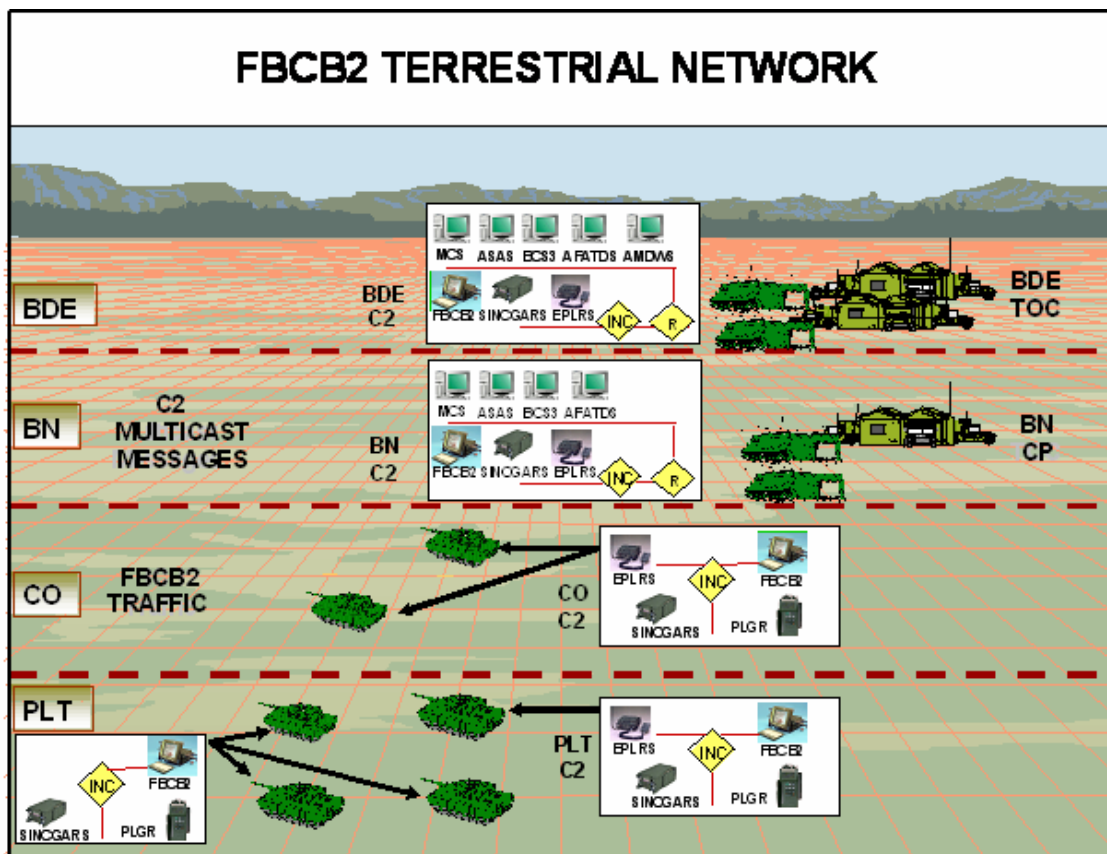 FBCB2 TERRESTRIAL NETWORK
BDE
BDE
C2
MCS ASAS BCS3 AFATDS AMDWS
FBCB2 SINCGARS EPLRS
INC R
BDE
TOC
BN
C2
MULTICAST
MESSAGES
BN
C2
MCS ASAS BCS3 AFATDS
FBCB2 SINCGARS EPLRS
INC R
BN
CP
CO
FBCB2
TRAFFIC
CO
C2
EPLRS FBCB2
INC
SINCGARS PLGR
PLT
INC FBCB2
SINCGARS PLGR
PLT
C2
EPLRS FBCB2
INC
SINCGARS PLGR